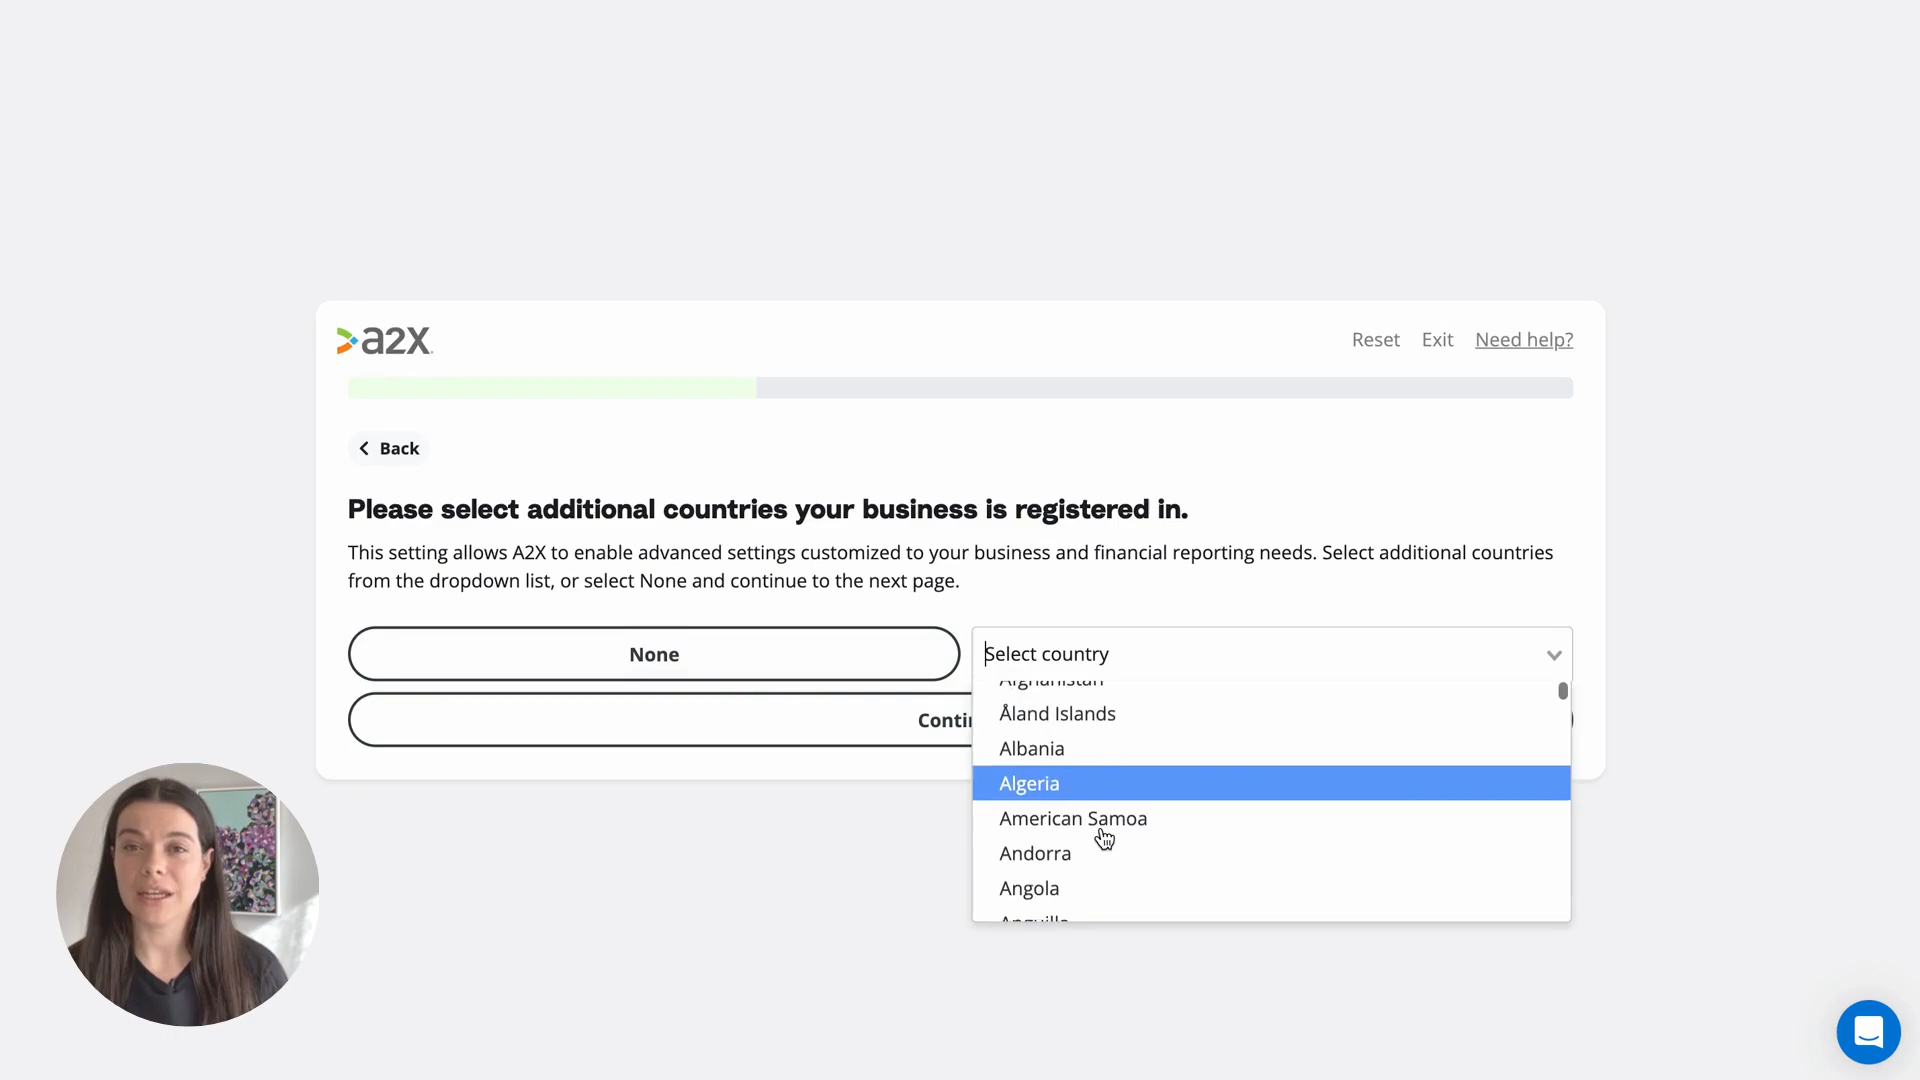 a2x
Reset Exit Need help?
Back
Please select additional countries your business is registered in.
This setting allows A2X to enable advanced settings customized to your business and financial reporting needs. Select additional countries
from the dropdown list, or select None and continue to the next page.
None
Select country
Afghanistan
Åland Islands
Albania
Algeria
American Samoa
Andorra
Angola
Anguilla